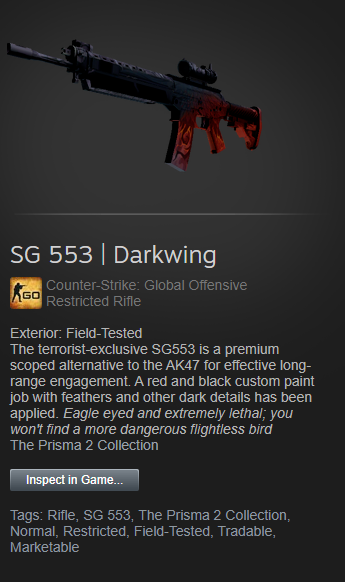 SG 553 | Darkwing
GO
Counter-Strike: Global Offensive
Restricted Rifle
Exterior: Field-Tested
The terrorist-exclusive SG553 is a premium
scoped alternative to the AK47 for effective long-
range engagement. A red and black custom paint
job with feathers and other dark details has been
applied. Eagle eyed and extremely lethal; you
won't find a more dangerous flightless bird
The Prisma 2 Collection
Inspect in Game...
Tags: Rifle, SG 553, The Prisma 2 Collection,
Normal, Restricted, Field-Tested, Tradable,
Marketable